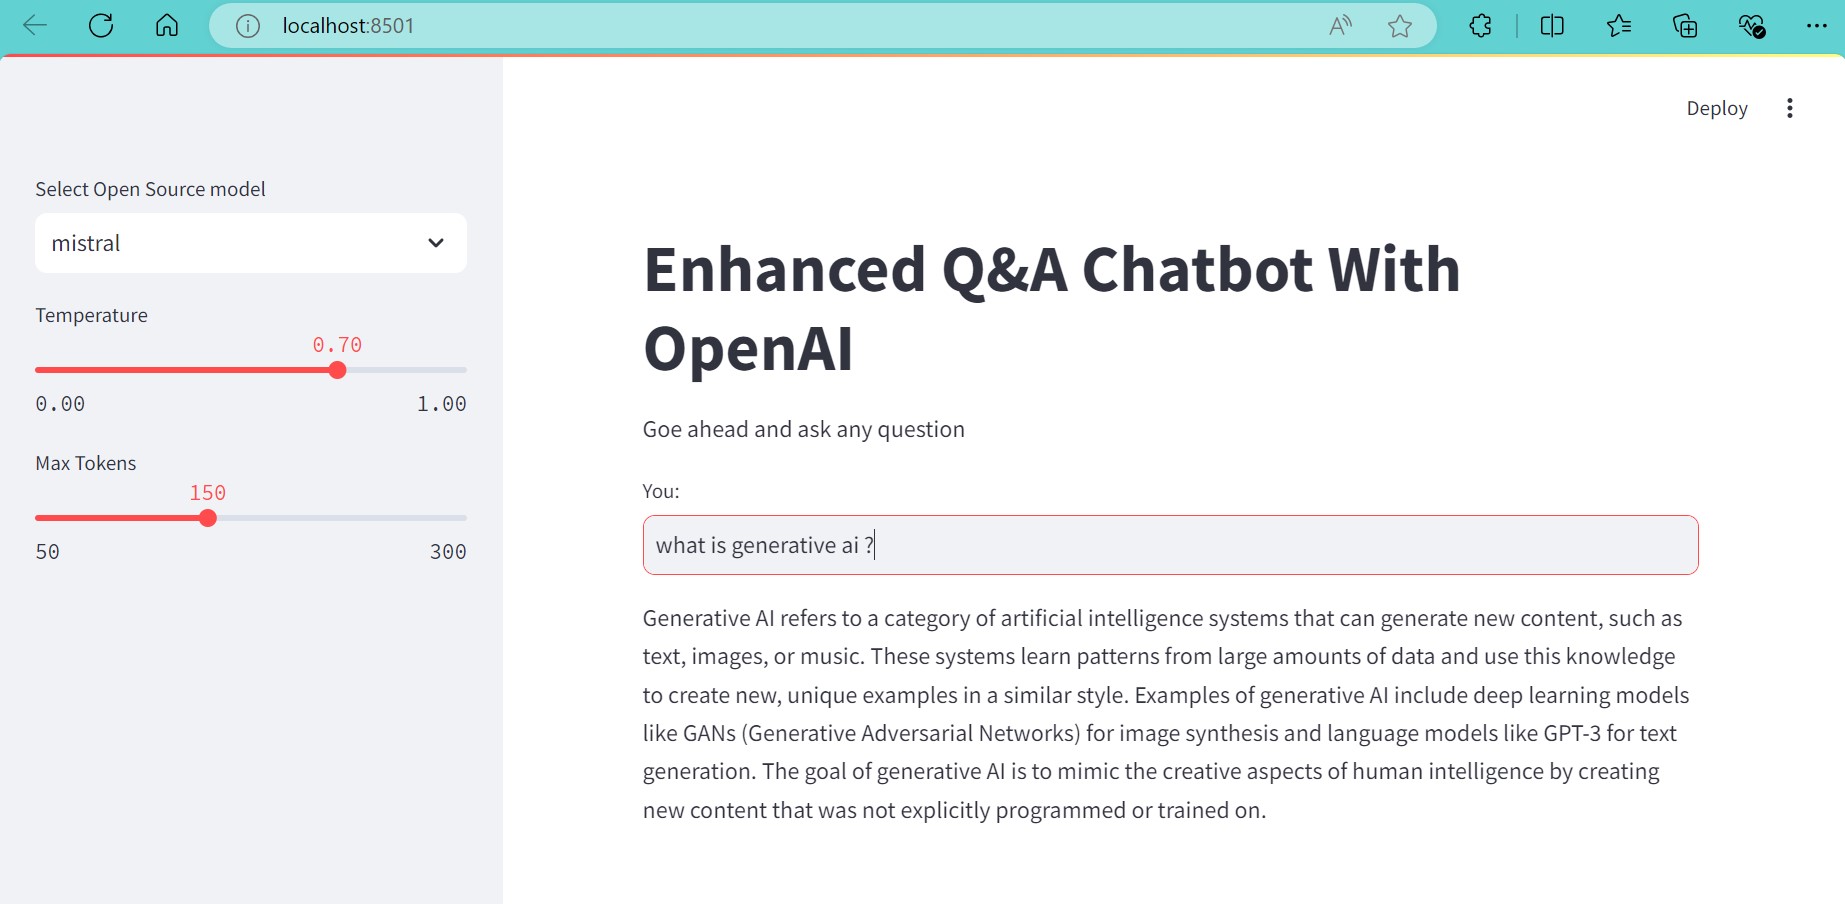 localhost:8501
Deploy
Select Open Source model
mistral
Temperature
0.70
0.00 1.00
Max Tokens
150
50 300
Enhanced Q&A Chatbot With
OpenAI
Goe ahead and ask any question
You:
what is generative ai ?
Generative AI refers to a category of artificial intelligence systems that can generate new content, such as
text, images, or music. These systems learn patterns from large amounts of data and use this knowledge
to create new, unique examples in a similar style. Examples of generative AI include deep learning models
like GANs (Generative Adversarial Networks) for image synthesis and language models like GPT-3 for text
generation. The goal of generative AI is to mimic the creative aspects of human intelligence by creating
new content that was not explicitly programmed or trained on.